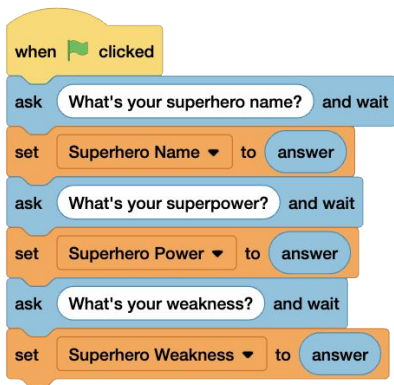 when clicked
ask What's your superhero name? and wait
set Superhero Name to answer
ask What's your superpower? and wait
set Superhero Power to answer
ask What's your weakness? and wait
set Superhero Weakness to answer